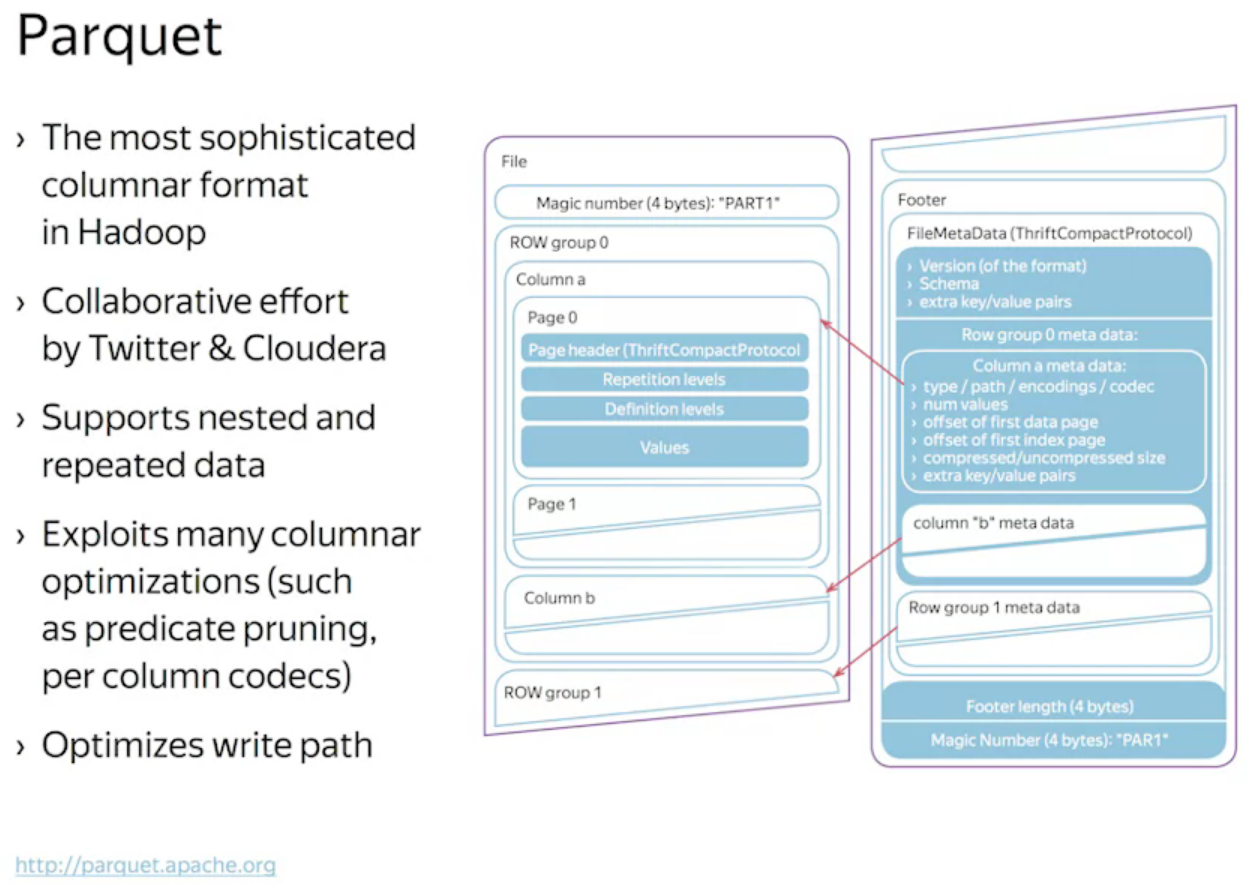 Parquet
› The most sophisticated
columnar format
in Hadoop
› Collaborative effort
by Twitter & Cloudera
› Supports nested and
repeated data
› Exploits many columnar
optimizations (such
as predicate pruning,
per column codecs)
› Optimizes write path
http://parquet.apache.org
File
Magic number (4 bytes): "PART1"
ROW group 0
Column a
Page 0
Page header (ThriftCompactProtocol
Repetition levels
Definition levels
Values
Page 1
Column b
ROW group 1
Footer
FileMetaData (ThriftCompactProtocol)
› Version (of the format)
› Schema
› extra key/value pairs
Row group 0 meta data:
Column a meta data:
› type / path / encodings / codec
› num values
› offset of first data page
› offset of first index page
› compressed/uncompressed size
› extra key/value pairs
column "b" meta data
Row group 1 meta data
Footer length (4 bytes)
Magic Number (4 bytes): "PAR1"